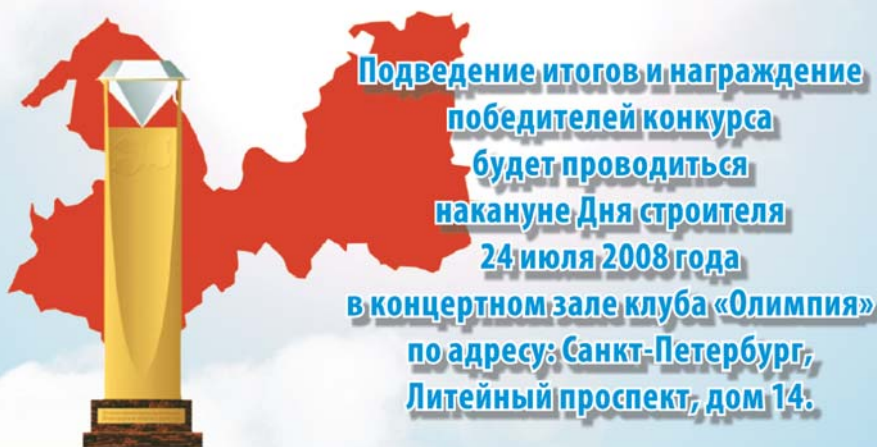 Подведение итогов и награждение
победителей конкурса
будет проводиться
накануне Дня строителя
24 июля 2008 года
в концертном зале клуба «Олимпия»
по адресу: Санкт-Петербург,
Литейный проспект, дом 14.